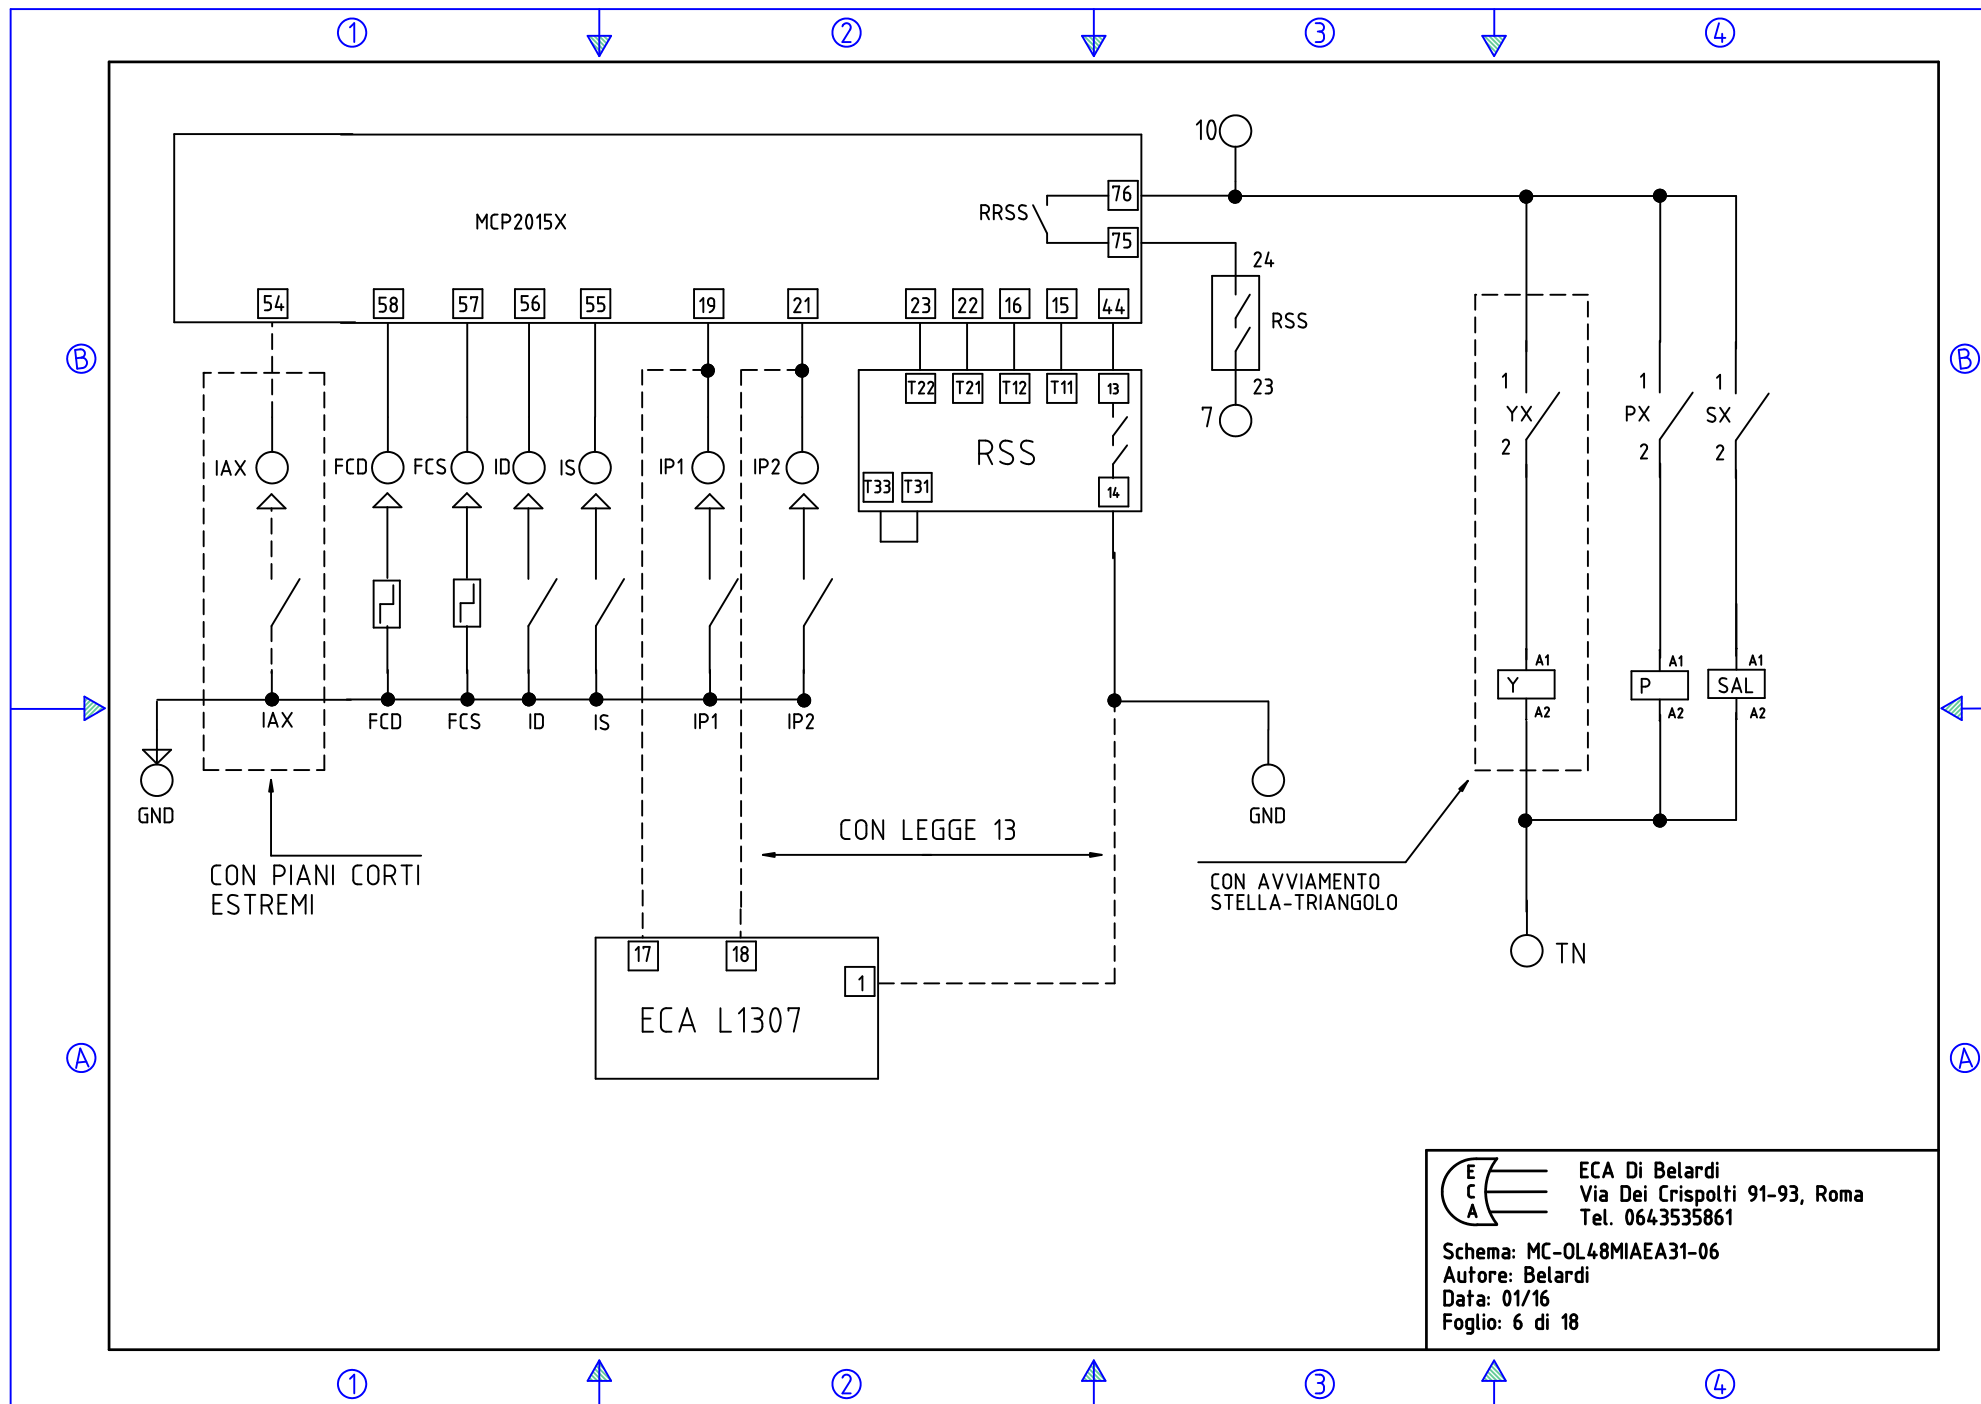 1 2 3 4
10
76
RRSS
MCP2015X
75
24
54 58 57 56 55 19 21 23 22 16 15 44
RSS
B B
T22 T21 T12 T11 13
23
7
1 1 1
YX PX SX
2 2 2
RSS
IAX FCD FCS ID IS IP1 IP2
T33 T31 14
A1 A1 A1
Y P SAL
A2 A2 A2
IAX FCD FCS ID IS IP1 IP2
GND GND
CON LEGGE 13
CON PIANI CORTI
ESTREMI
CON AVVIAMENTO
STELLA-TRIANGOLO
17 18
1
TN
ECA L1307
A A
E
C
A
ECA Di Belardi
Via Dei Crispolti 91-93, Roma
Tel. 0643535861
Schema: MC-OL48MIAEA31-06
Autore: Belardi
Data: 01/16
Foglio: 6 di 18
1 2 3 4